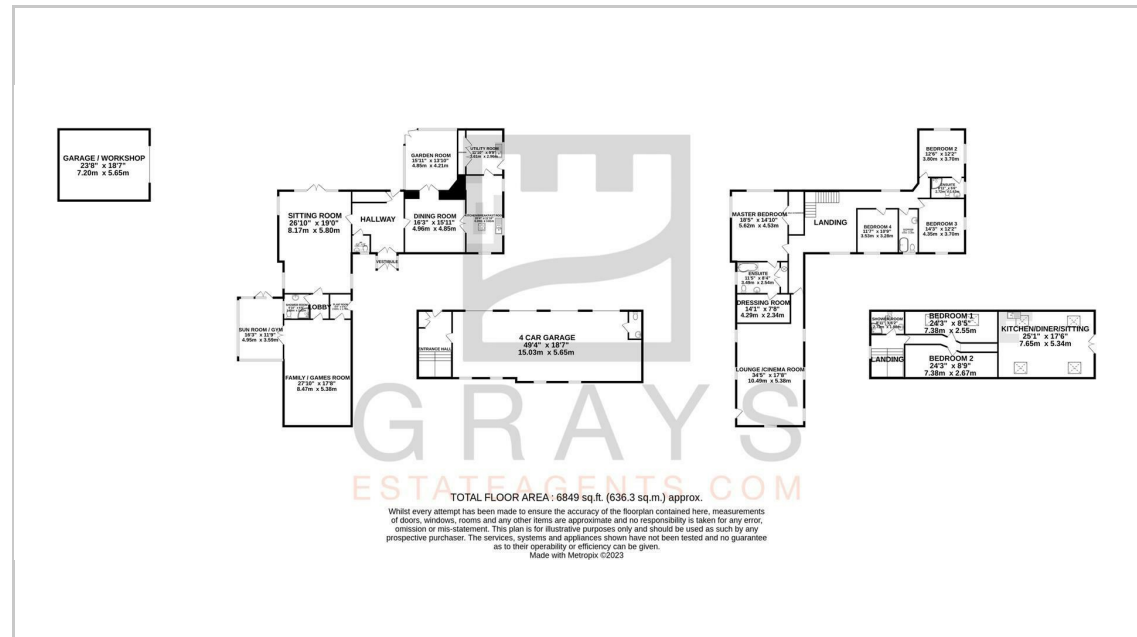 GARAGE / WORKSHOP
23'8" x 18'7"
7.20m x 5.65m
GARDEN ROOM
15'11" x 13'10"
4.85m x 4.21m
UTILITY ROOM
SITTING ROOM
26'10" x 19'0"
8.17m x 5.80m
HALLWAY
DINING ROOM
16'3" x 15'11"
4.96m x 4.85m
VESTIBULE
SUN ROOM / GYM
16'3" x 11'9"
4.95m x 3.59m
LOBBY
FAMILY / GAMES ROOM
27'10" x 17'8"
8.47m x 5.38m
ENTRANCE HALL
4 CAR GARAGE
49'4" x 18'7"
15.03m x 5.65m
BEDROOM 2
12'6" x 12'2"
3.80m x 3.70m
ENSUITE
MASTER BEDROOM
18'5" x 14'10"
5.62m x 4.53m
LANDING
BEDROOM 4
11'7" x 10'9"
3.53m x 3.28m
BEDROOM 3
14'3" x 12'2"
4.35m x 3.70m
ENSUITE
11'5" x 8'4"
3.48m x 2.54m
DRESSING ROOM
14'1" x 7'8"
4.29m x 2.34m
LOUNGE /CINEMA ROOM
34'5" x 17'8"
10.49m x 5.38m
SHOWER ROOM
BEDROOM 1
24'3" x 8'5"
7.38m x 2.55m
KITCHEN/DINER/SITTING
25'1" x 17'6"
7.65m x 5.34m
LANDING
BEDROOM 2
24'3" x 8'9"
7.38m x 2.67m
GRAYS
ESTATEAGENTS.COM
TOTAL FLOOR AREA : 6849 sq.ft. (636.3 sq.m.) approx.
Whilst every attempt has been made to ensure the accuracy of the floorplan contained here, measurements
of doors, windows, rooms and any other items are approximate and no responsibility is taken for any error,
omission or mis-statement. This plan is for illustrative purposes only and should be used as such by any
prospective purchaser. The services, systems and appliances shown have not been tested and no guarantee
as to their operability or efficiency can be given.
Made with Metropix ©2023